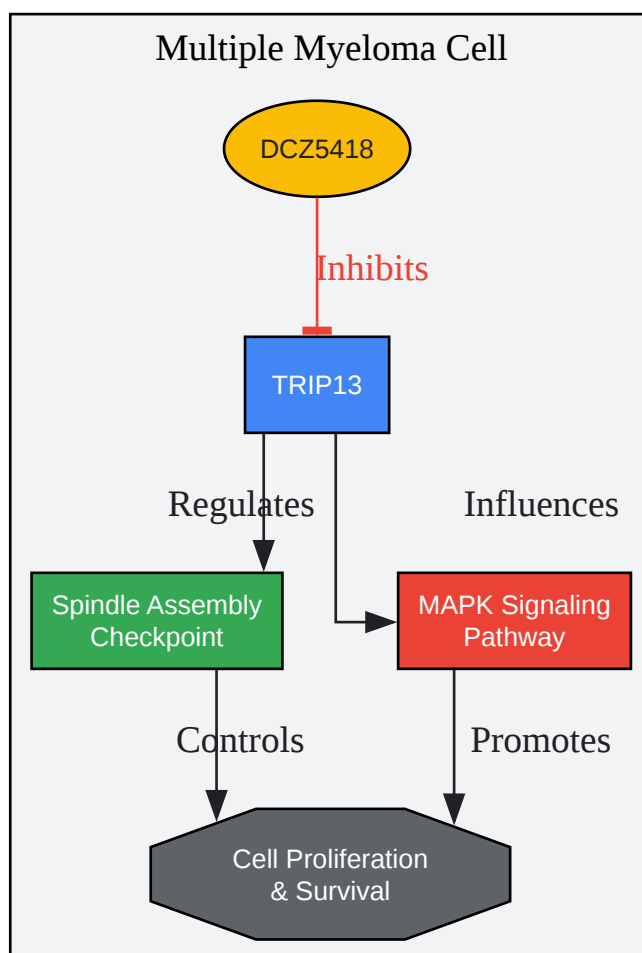 Multiple Myeloma Cell
DCZ5418
Inhibits
TRIP13
Regulates
Influences
Spindle Assembly
Checkpoint
MAPK Signaling
Pathway
Controls
Promotes
Cell Proliferation
& Survival